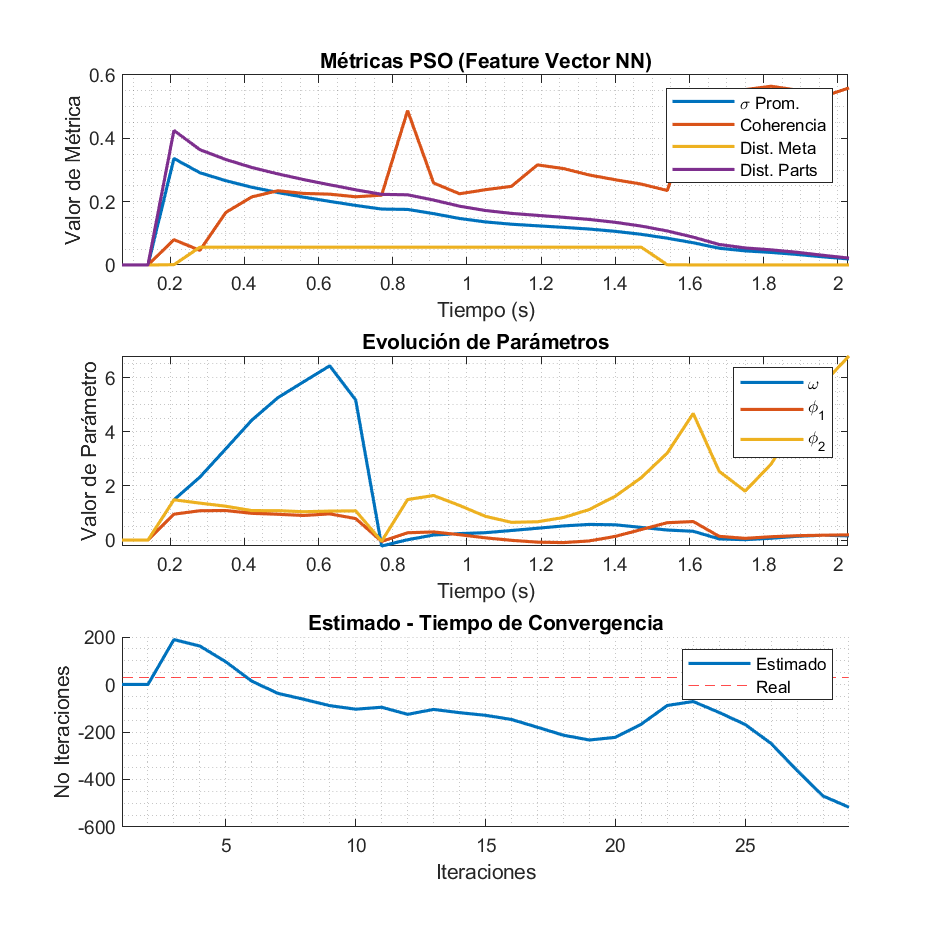 Métricas PSO (Feature Vector NN)
Valor de Métrica
0.6
0.4
0.2
0
σ Prom.
Coherencia
Dist. Meta
Dist. Parts
0.2 0.4 0.6 0.8 1 1.2 1.4 1.6 1.8 2
Tiempo (s)
Evolución de Parámetros
Valor de Parámetro
6
4
2
0
ω
ϕ1
ϕ2
0.2 0.4 0.6 0.8 1 1.2 1.4 1.6 1.8 2
Tiempo (s)
Estimado - Tiempo de Convergencia
No Iteraciones
200
0
-200
-400
-600
Estimado
Real
5 10 15 20 25
Iteraciones